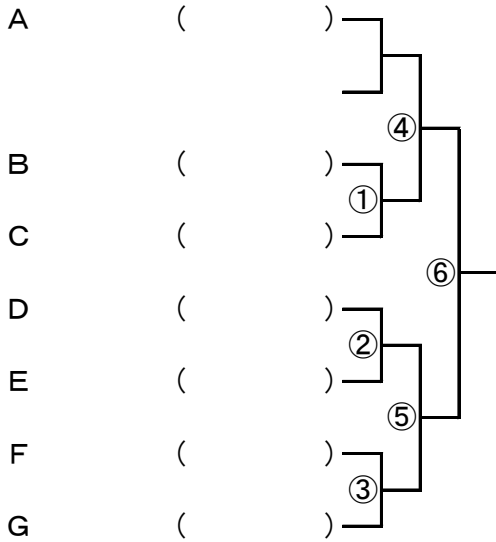 A (     )
④
B (     )
①
C (     )
⑥
D (     )
②
E (     )
⑤
F (     )
③
G (     )